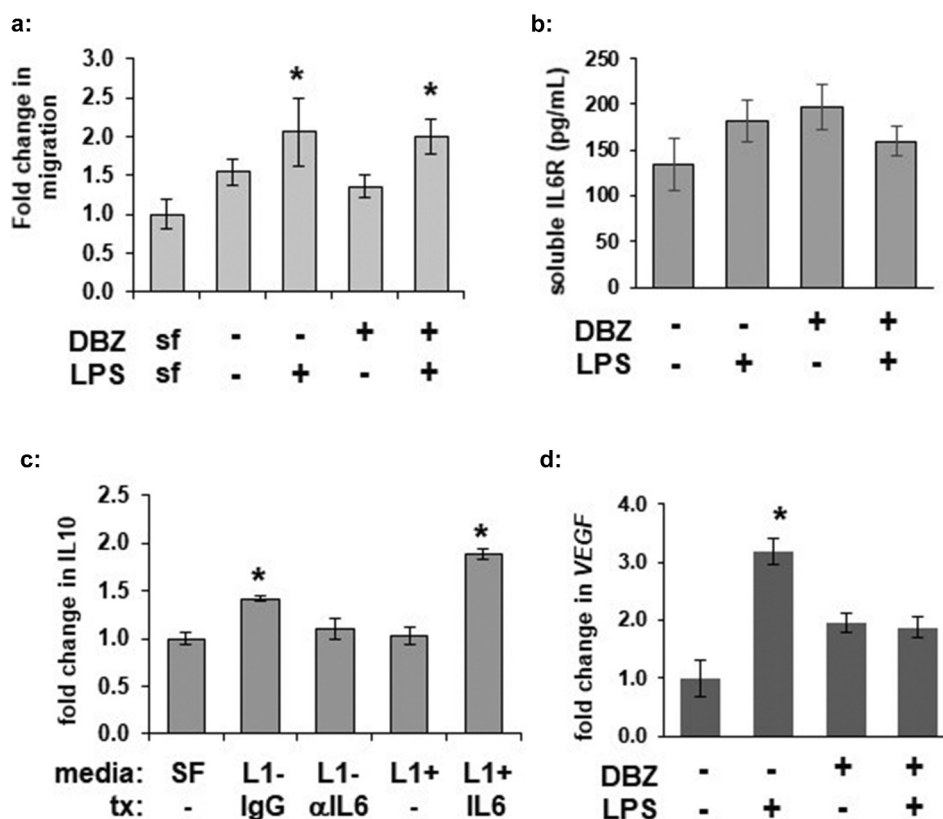 a:
Fold change in
migration
3.0
2.5
2.0
1.5
1.0
0.5
0.0
* *
DBZ sf - - + +
LPS sf - + - +
b:
soluble IL6R (pg/mL)
250
200
150
100
50
0
DBZ - - + +
LPS - + - +
c:
fold change in IL10
2.5
2.0
1.5
1.0
0.5
0.0
* *
media: SF L1- L1- L1+ L1+
tx: - IgG αIL6 - IL6
d:
fold change in VEGF
4.0
3.0
2.0
1.0
0.0
*
DBZ - - + +
LPS - + - +